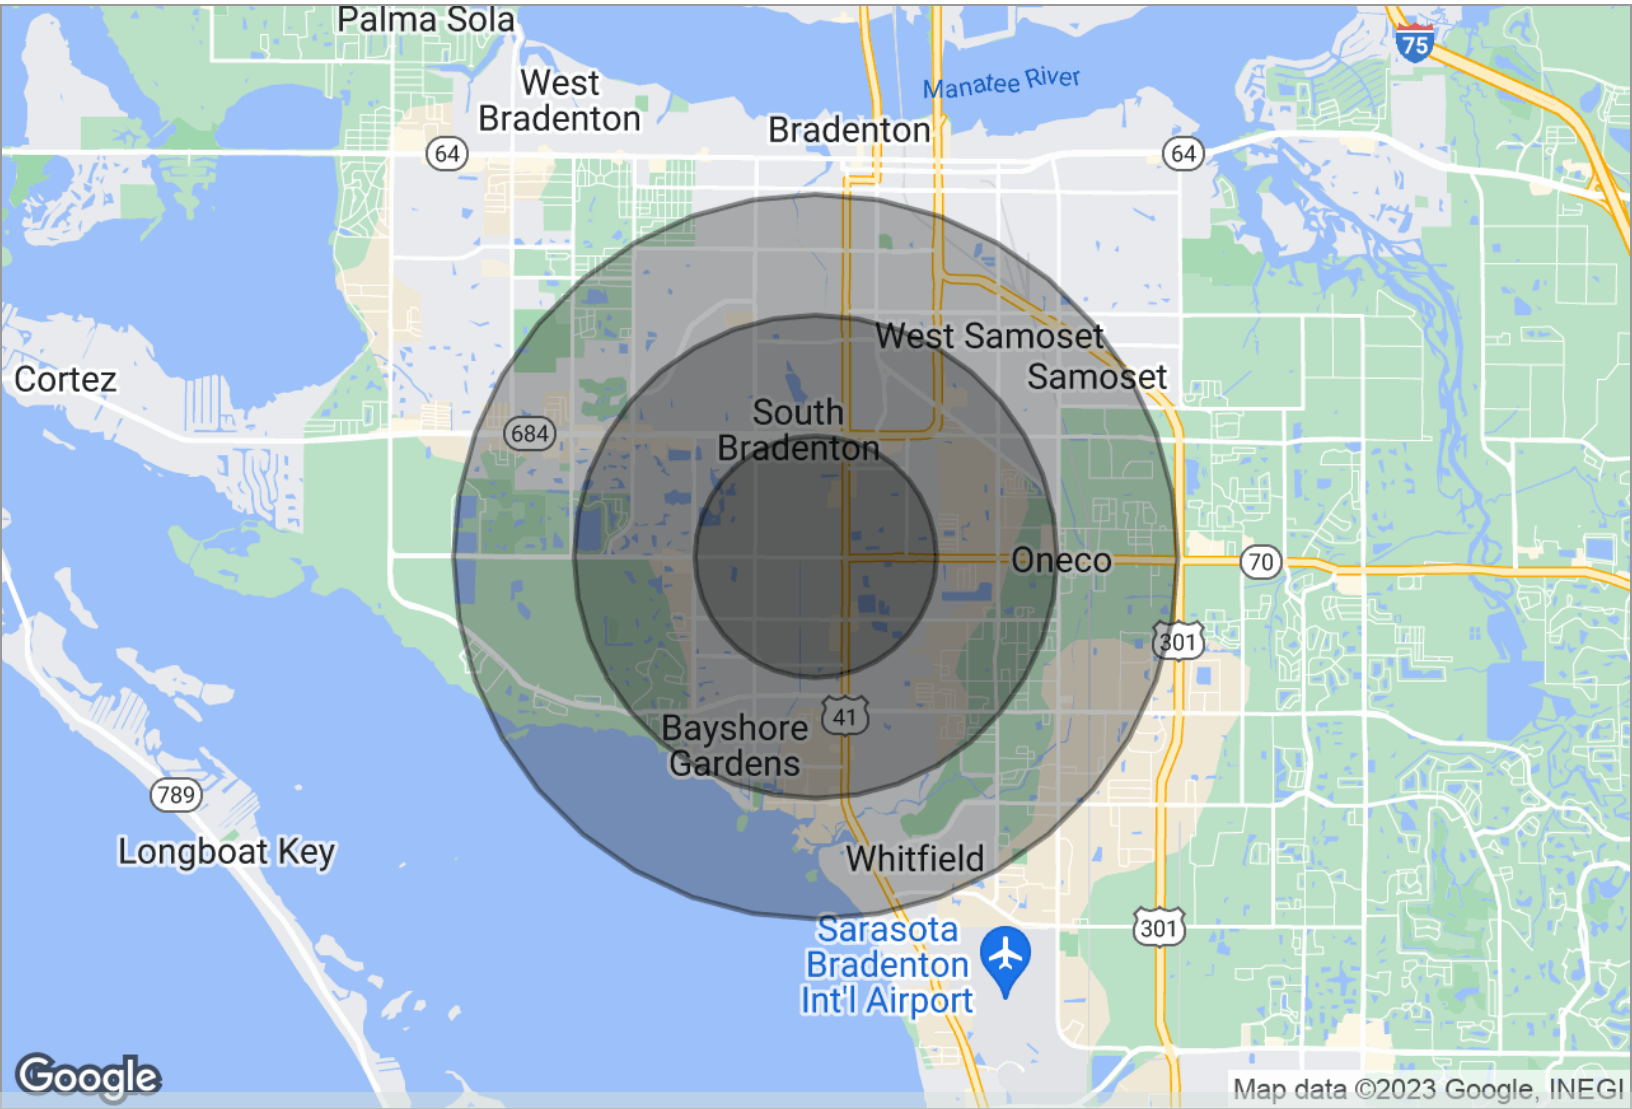 Palma Sola
75
West
Bradenton
Manatee River
Bradenton
64
64
West Samoset
Samoset
Cortez
South
Bradenton
684
Oneco
70
301
41
Bayshore
Gardens
789
Longboat Key
Whitfield
Sarasota
Bradenton
Int'l Airport
301
Google
Map data ©2023 Google, INEGI